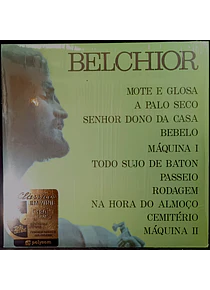 BELCHIOR
MOTE E GLOSA
A PALO SECO
SENHOR DONO DA CASA
BEBELO
MÁQUINA I
TODO SUJO DE BATON
PASSEIO
RODAGEM
NA HORA DO ALMOÇO
CEMITÉRIO
MÁQUINA II
polysom